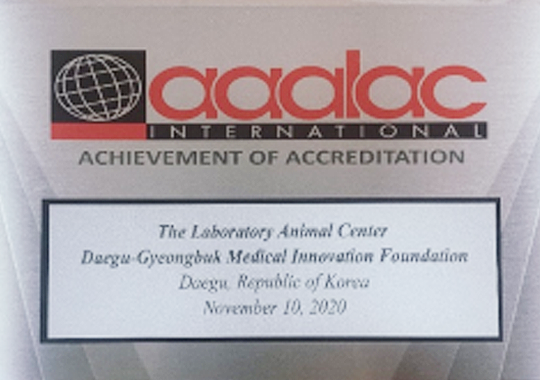 aaalac
INTERNATIONAL
ACHIEVEMENT OF ACCREDITATION
The Laboratory Animal Center
Daegu-Gyeongbuk Medical Innovation Foundation
Daegu, Republic of Korea
November 10, 2020